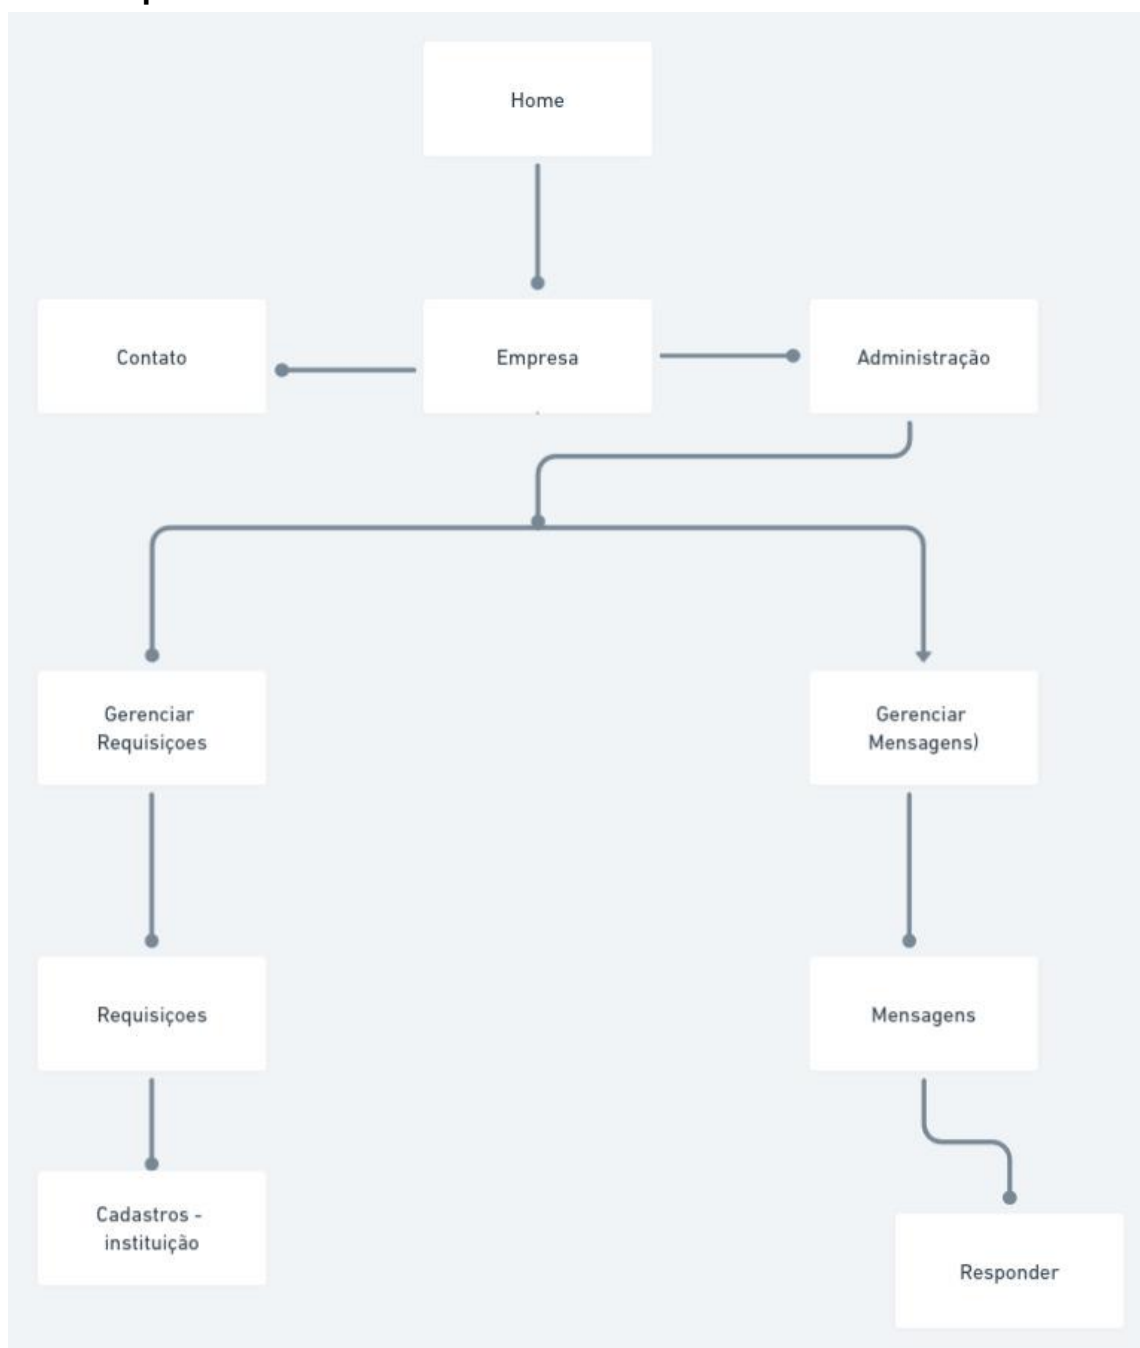 Home
Contato
Empresa
Administração
Gerenciar
Requisiçoes
Gerenciar
Mensagens)
Requisiçoes
Mensagens
Cadastros -
instituição
Responder